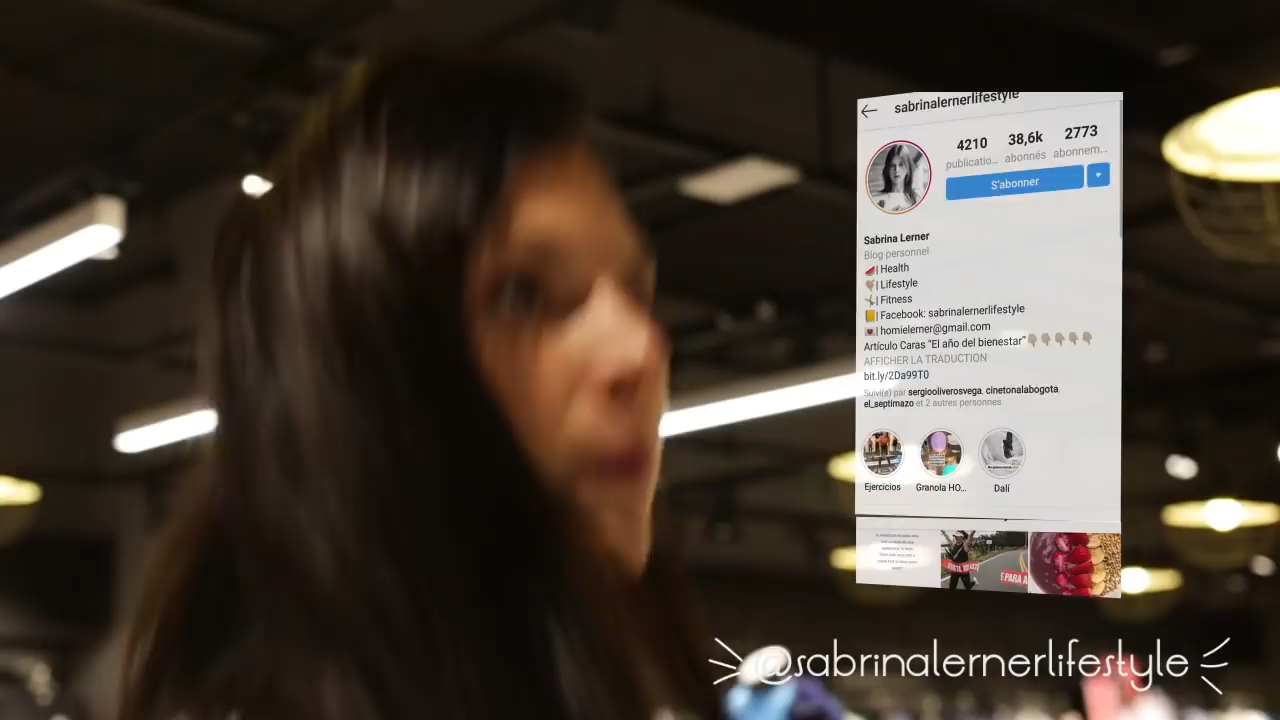 sabrinalernerlifestyle
4210 38,6k 2773
publicatio... abonnés abonnem...
S'abonner
Sabrina Lerner
Blog personnel
| Health
| Lifestyle
| Fitness
| Facebook: sabrinalernerlifestyle
| homielerner@gmail.com
Artículo Caras "El año del bienestar"
AFFICHER LA TRADUCTION
bit.ly/2Da99T0
Suivi(e) par sergiooliverosvega, cinetonalabogota,
el_septimazo et 2 autres personnes
Ejercicios Granola HO... Dalí
@sabrinalernerlifestyle